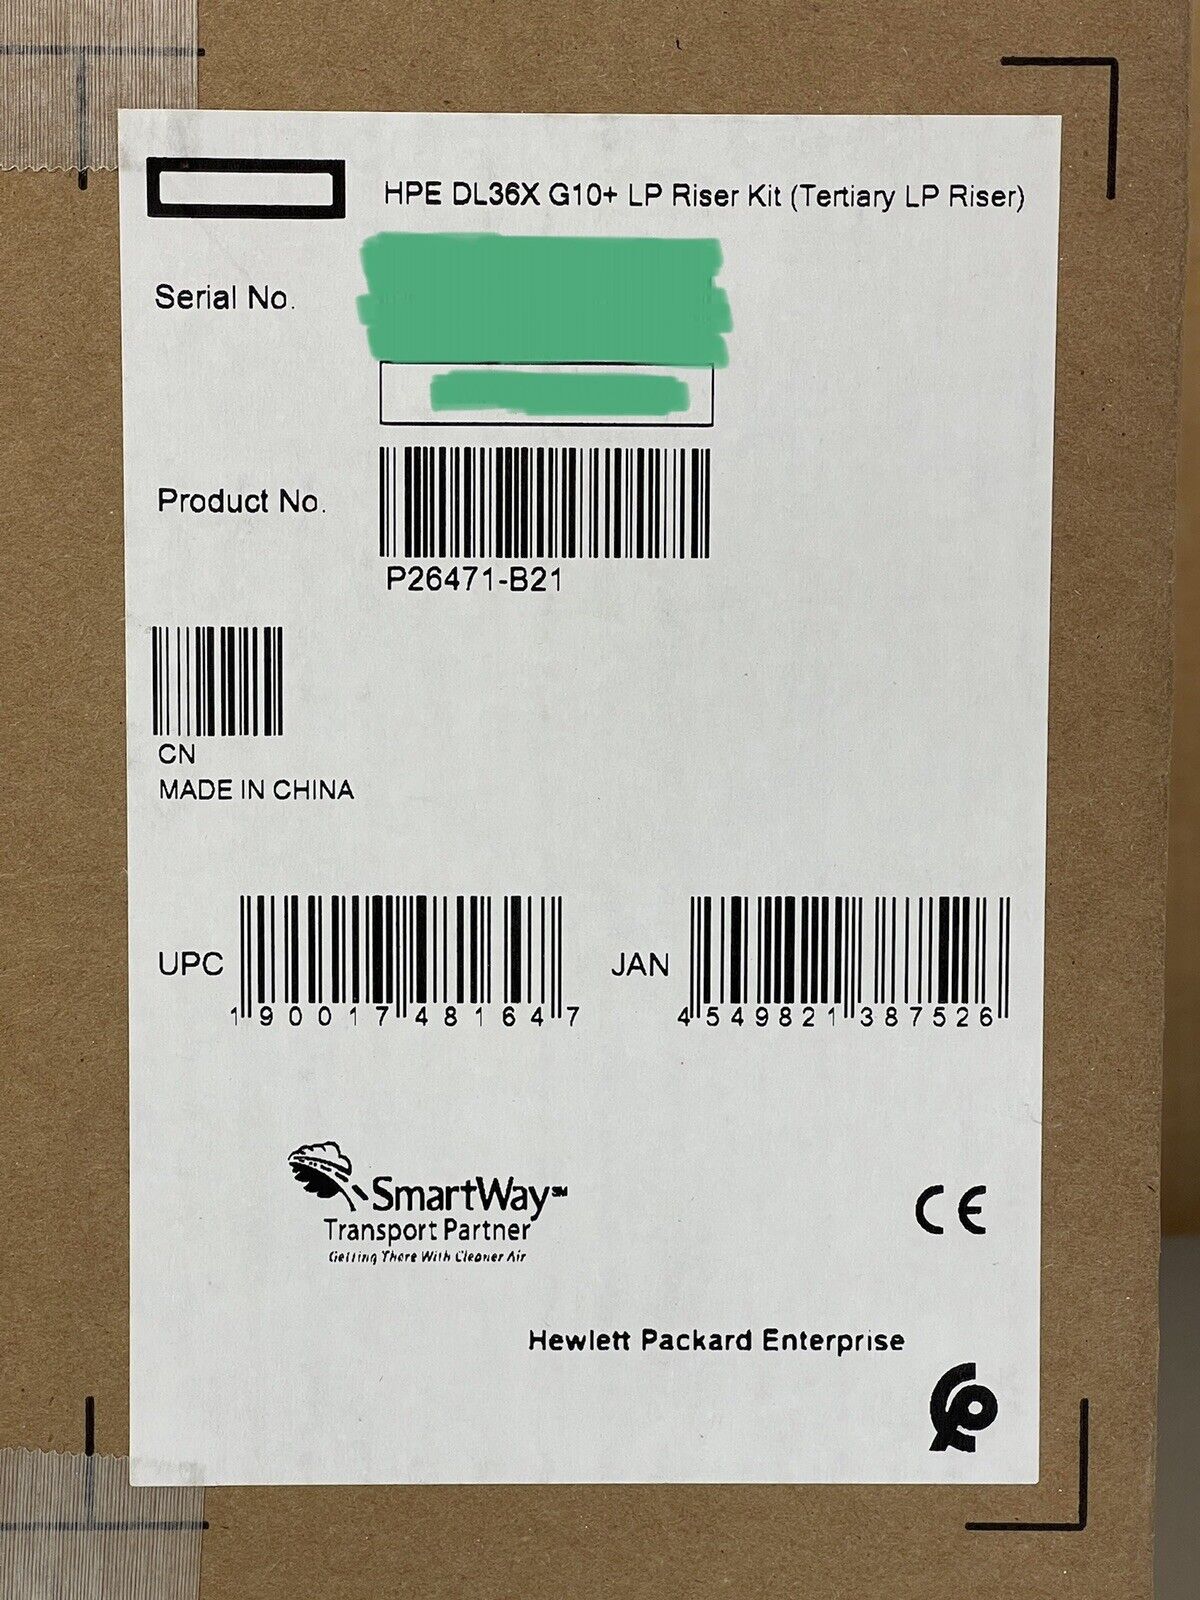 HPE DL36X G10+ LP Riser Kit (Tertiary LP Riser)
Serial No.
Product No.
P26471-B21
CN
MADE IN CHINA
UPC
1 90017 48164 7
JAN
4 549821 387526
SmartWay℠
Transport Partner
Getting There With Cleaner Air
CE
Hewlett Packard Enterprise